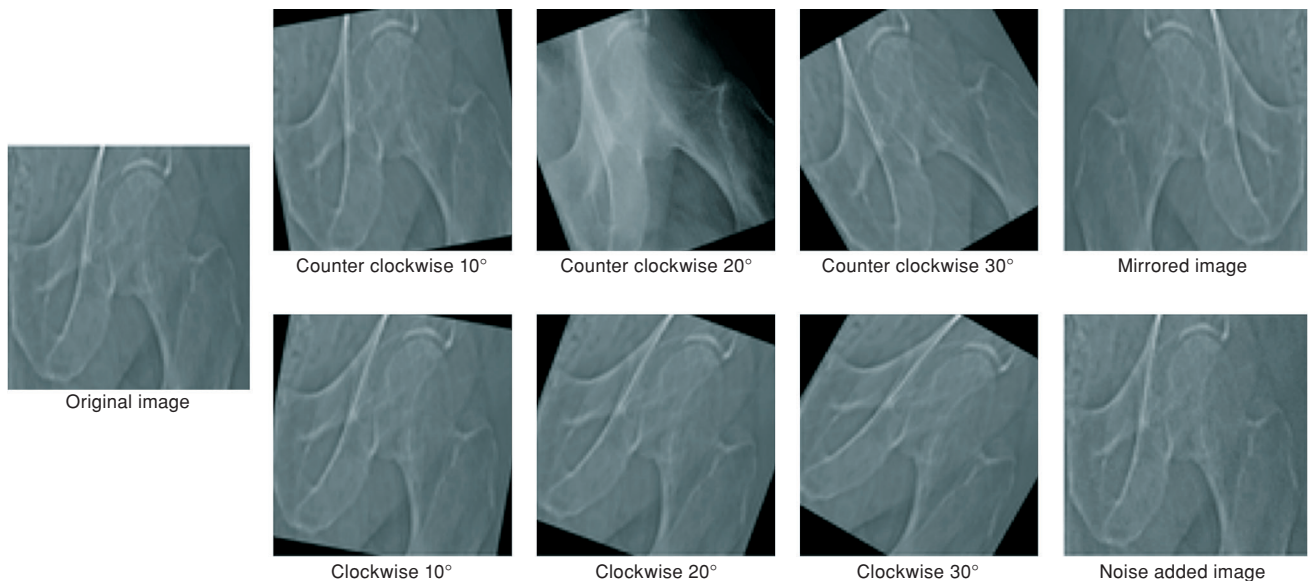 Original image
Counter clockwise 10°
Counter clockwise 20°
Counter clockwise 30°
Mirrored image
Clockwise 10°
Clockwise 20°
Clockwise 30°
Noise added image